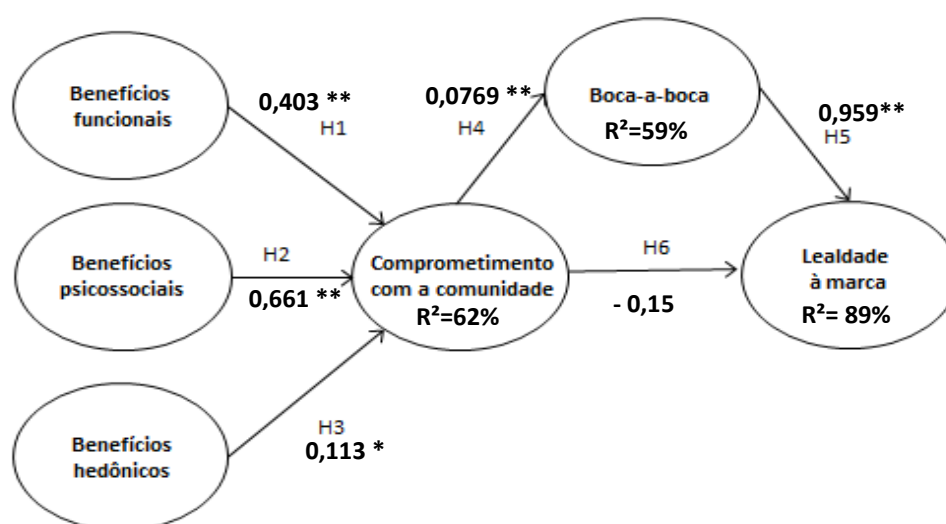 Benefícios
funcionais
0,403 **
H1
0,0769 **
H4
Boca-a-boca
R²=59%
0,959**
H5
Benefícios
psicossociais
H2
0,661 **
Comprometimento
com a comunidade
R²=62%
H6
- 0,15
Lealdade
à marca
R²= 89%
Benefícios
hedônicos
H3
0,113 *